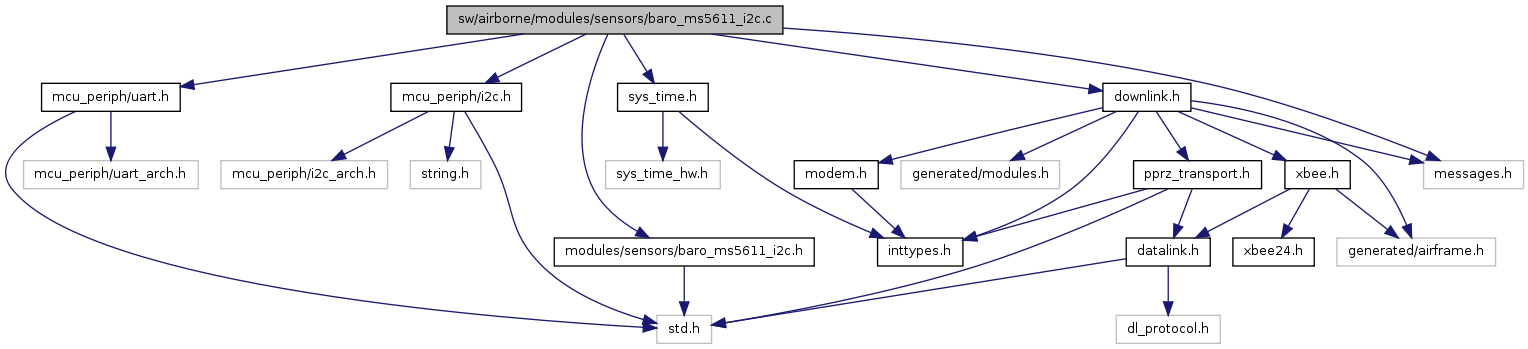 sw/airborne/modules/sensors/baro_ms5611_i2c.c
mcu_periph/uart.h
mcu_periph/i2c.h
sys_time.h
downlink.h
mcu_periph/uart_arch.h
mcu_periph/i2c_arch.h
string.h
sys_time_hw.h
modem.h
generated/modules.h
pprz_transport.h
xbee.h
messages.h
modules/sensors/baro_ms5611_i2c.h
inttypes.h
datalink.h
xbee24.h
generated/airframe.h
std.h
dl_protocol.h